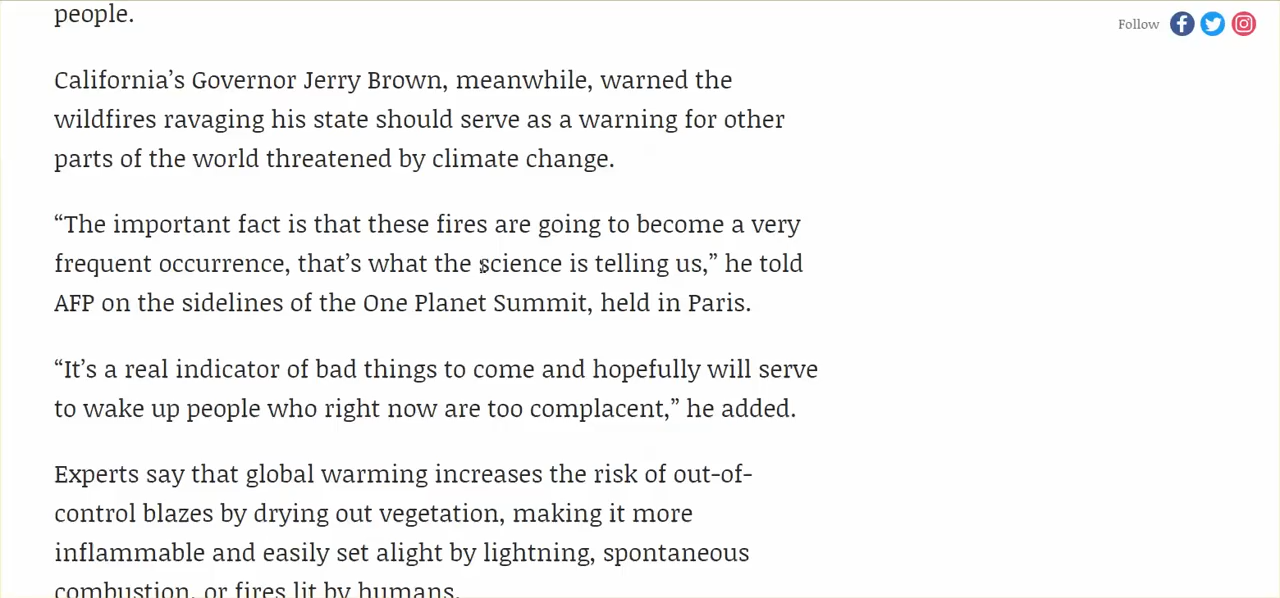 people.
Follow
California’s Governor Jerry Brown, meanwhile, warned the
wildfires ravaging his state should serve as a warning for other
parts of the world threatened by climate change.
“The important fact is that these fires are going to become a very
frequent occurrence, that’s what the science is telling us,” he told
AFP on the sidelines of the One Planet Summit, held in Paris.
“It’s a real indicator of bad things to come and hopefully will serve
to wake up people who right now are too complacent,” he added.
Experts say that global warming increases the risk of out-of-
control blazes by drying out vegetation, making it more
inflammable and easily set alight by lightning, spontaneous
combustion, or fires lit by humans.